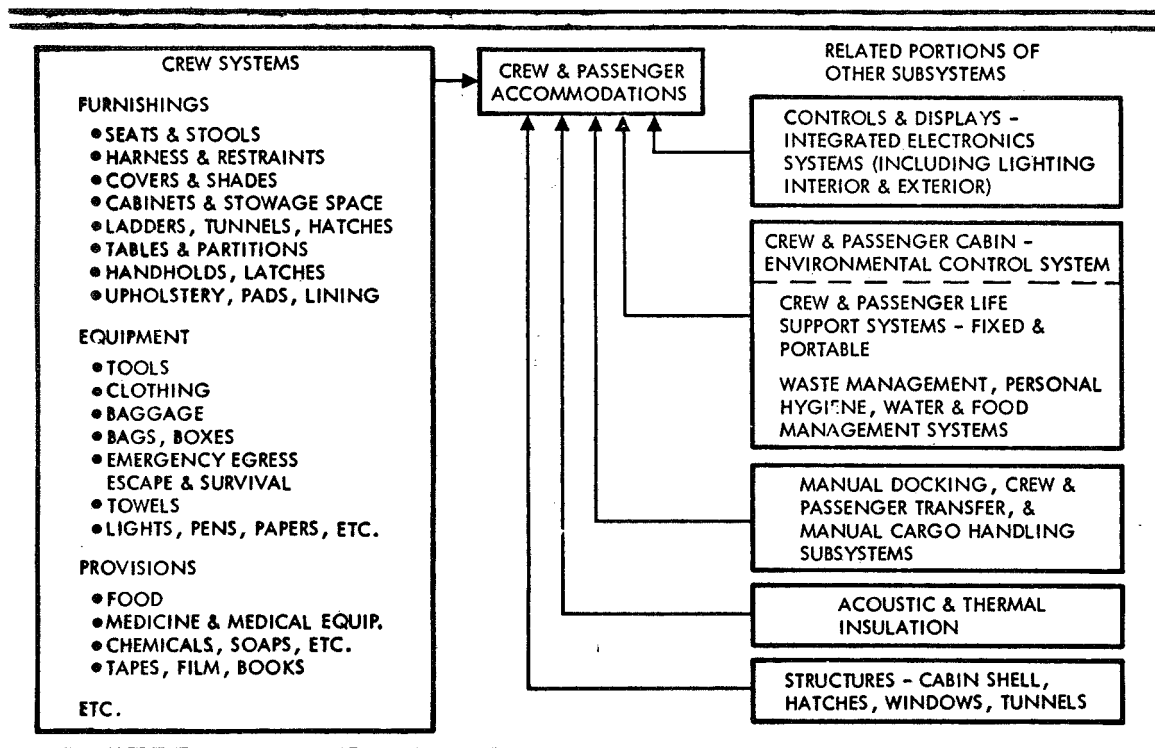 CREW SYSTEMS
FURNISHINGS
● SEATS & STOOLS
● HARNESS & RESTRAINTS
● COVERS & SHADES
● CABINETS & STOWAGE SPACE
● LADDERS, TUNNELS, HATCHES
● TABLES & PARTITIONS
● HANDHOLDS, LATCHES
● UPHOLSTERY, PADS, LINING
EQUIPMENT
● TOOLS
● CLOTHING
● BAGGAGE
● BAGS, BOXES
● EMERGENCY EGRESS
ESCAPE & SURVIVAL
● TOWELS
● LIGHTS, PENS, PAPERS, ETC.
PROVISIONS
● FOOD
● MEDICINE & MEDICAL EQUIP.
● CHEMICALS, SOAPS, ETC.
● TAPES, FILM, BOOKS
ETC.
CREW & PASSENGER
ACCOMMODATIONS
RELATED PORTIONS OF
OTHER SUBSYSTEMS
CONTROLS & DISPLAYS -
INTEGRATED ELECTRONICS
SYSTEMS (INCLUDING LIGHTING
INTERIOR & EXTERIOR)
CREW & PASSENGER CABIN -
ENVIRONMENTAL CONTROL SYSTEM
CREW & PASSENGER LIFE
SUPPORT SYSTEMS - FIXED &
PORTABLE
WASTE MANAGEMENT, PERSONAL
HYGIENE, WATER & FOOD
MANAGEMENT SYSTEMS
MANUAL DOCKING, CREW &
PASSENGER TRANSFER, &
MANUAL CARGO HANDLING
SUBSYSTEMS
ACOUSTIC & THERMAL
INSULATION
STRUCTURES - CABIN SHELL,
HATCHES, WINDOWS, TUNNELS